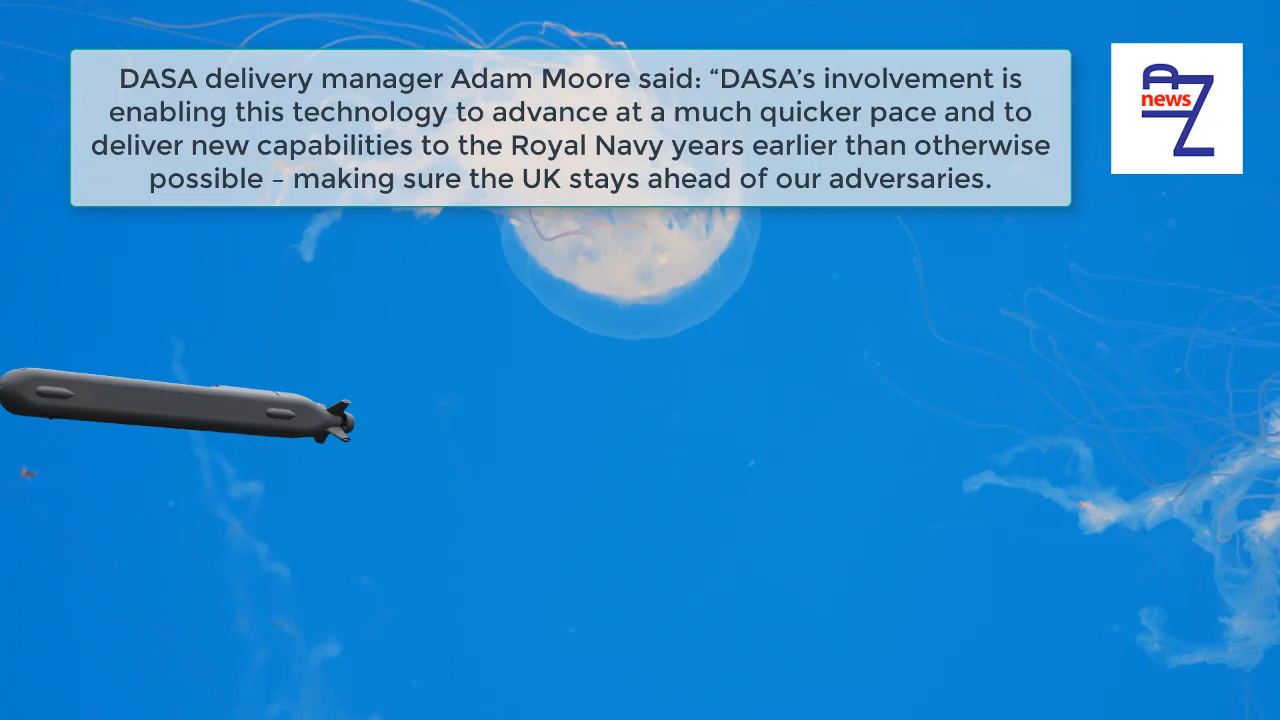 DASA delivery manager Adam Moore said: “DASA’s involvement is
enabling this technology to advance at a much quicker pace and to
deliver new capabilities to the Royal Navy years earlier than otherwise
possible – making sure the UK stays ahead of our adversaries.
AZ
news